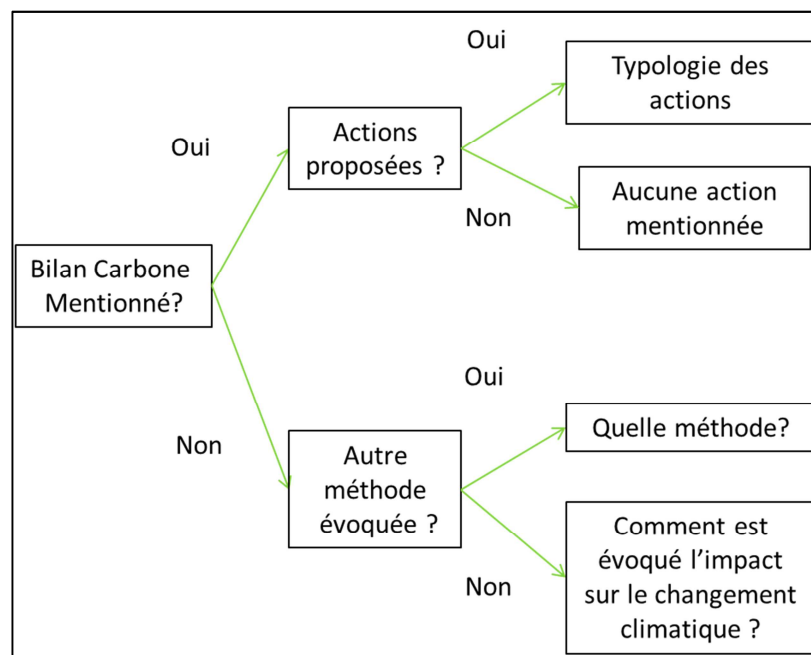 Bilan Carbone
Mentionné?
Oui
Actions
proposées ?
Oui
Typologie des
actions
Non
Aucune action
mentionnée
Non
Autre
méthode
évoquée ?
Oui
Quelle méthode?
Non
Comment est
évoqué l’impact
sur le changement
climatique ?